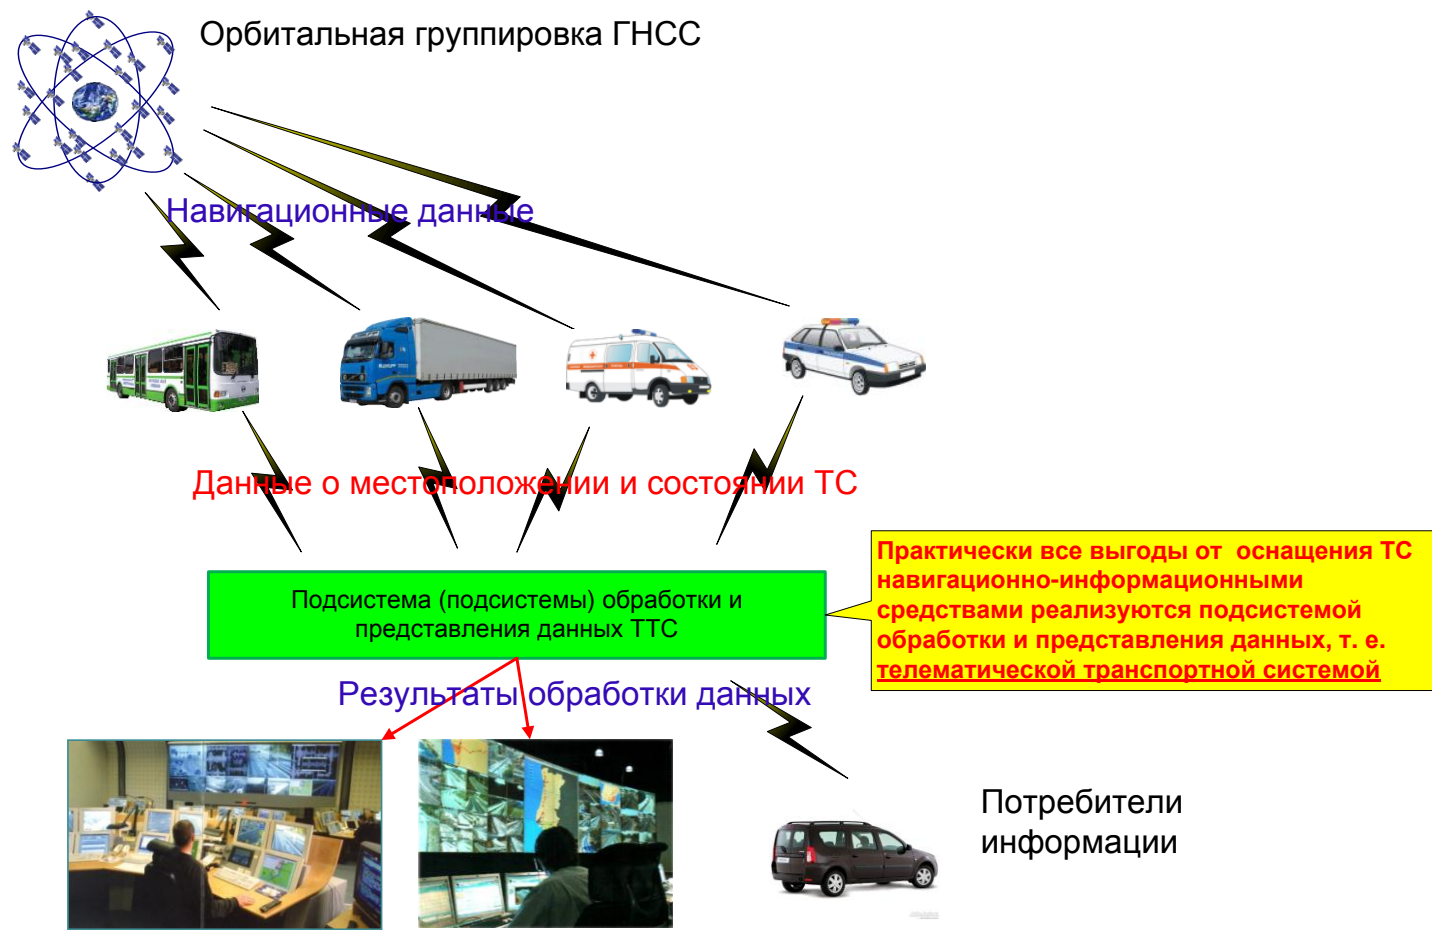 Орбитальная группировка ГНСС
Навигационные данные
Данные о местоположении и состоянии ТС
Практически все выгоды от оснащения ТС
навигационно-информационными
средствами реализуются подсистемой
обработки и представления данных, т. е.
телематической транспортной системой
Подсистема (подсистемы) обработки и
представления данных ТТС
Результаты обработки данных
Потребители
информации